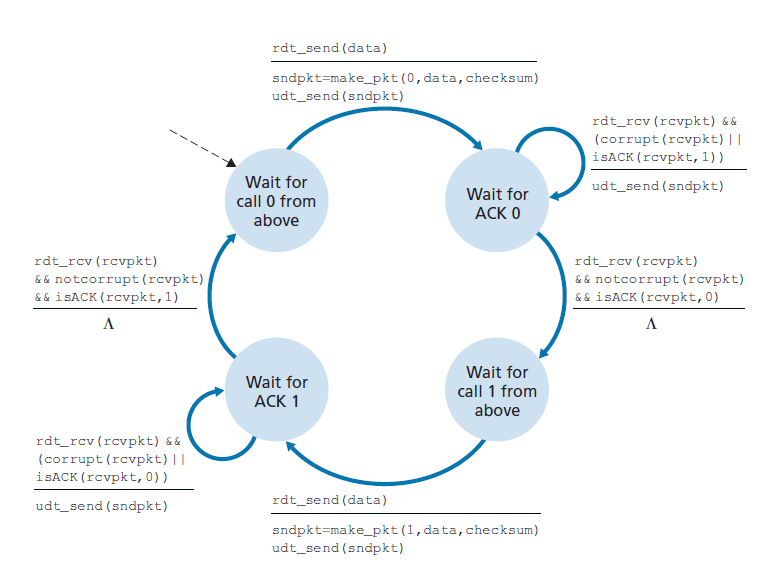 rdt_send(data)
sndpkt=make_pkt(0,data,checksum)
udt_send(sndpkt)
rdt_rcv(rcvpkt) &&
(corrupt(rcvpkt)||
isACK(rcvpkt,1))
udt_send(sndpkt)
Wait for
call 0 from
above
Wait for
ACK 0
rdt_rcv(rcvpkt)
&& notcorrupt(rcvpkt)
&& isACK(rcvpkt,1)
Λ
rdt_rcv(rcvpkt)
&& notcorrupt(rcvpkt)
&& isACK(rcvpkt,0)
Λ
Wait for
ACK 1
Wait for
call 1 from
above
rdt_rcv(rcvpkt) &&
(corrupt(rcvpkt)||
isACK(rcvpkt,0))
udt_send(sndpkt)
rdt_send(data)
sndpkt=make_pkt(1,data,checksum)
udt_send(sndpkt)